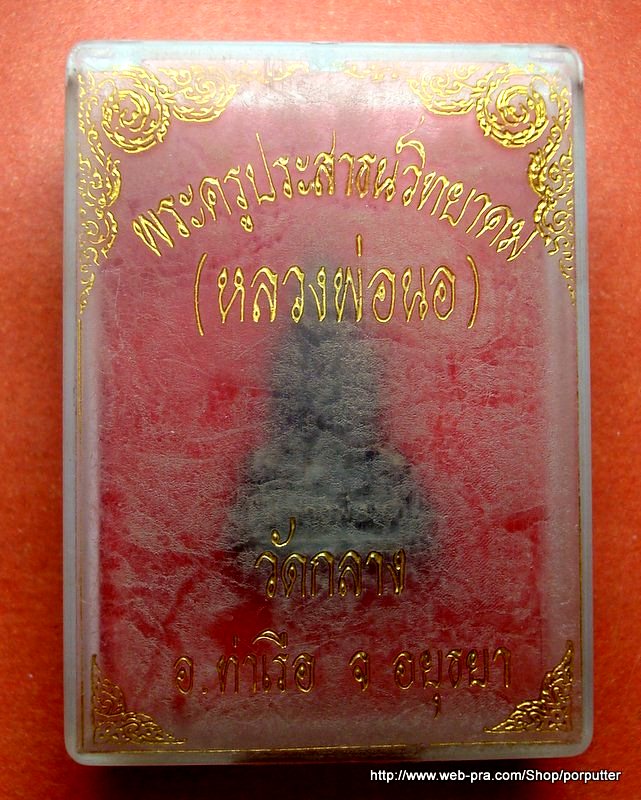 พระครูประสารน์วิทยาคม
(หลวงพ่อนอ)
วัดกลาง
อ.ท่าเรือ จ อยุธยา
http://www.web-pra.com/Shop/porputter